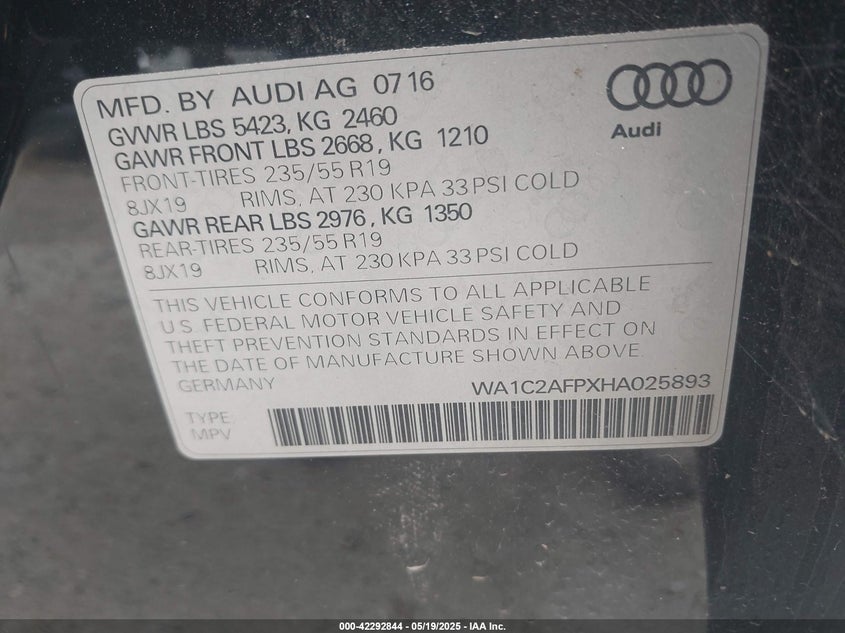 MFD. BY AUDI AG 0716
GVWR LBS 5423, KG 2460
GAWR FRONT LBS 2668, KG 1210
FRONT-TIRES 235/55 R19
8JX19 RIMS, AT 230 KPA 33 PSI COLD
GAWR REAR LBS 2976, KG 1350
REAR-TIRES 235/55 R19
8JX19 RIMS, AT 230 KPA 33 PSI COLD
Audi
THIS VEHICLE CONFORMS TO ALL APPLICABLE
U.S. FEDERAL MOTOR VEHICLE SAFETY AND
THEFT PREVENTION STANDARDS IN EFFECT ON
THE DATE OF MANUFACTURE SHOWN ABOVE.
GERMANY WA1C2AFPXHA025893
TYPE:
MPV
000-42292844 - 05/19/2025 - IAA Inc.